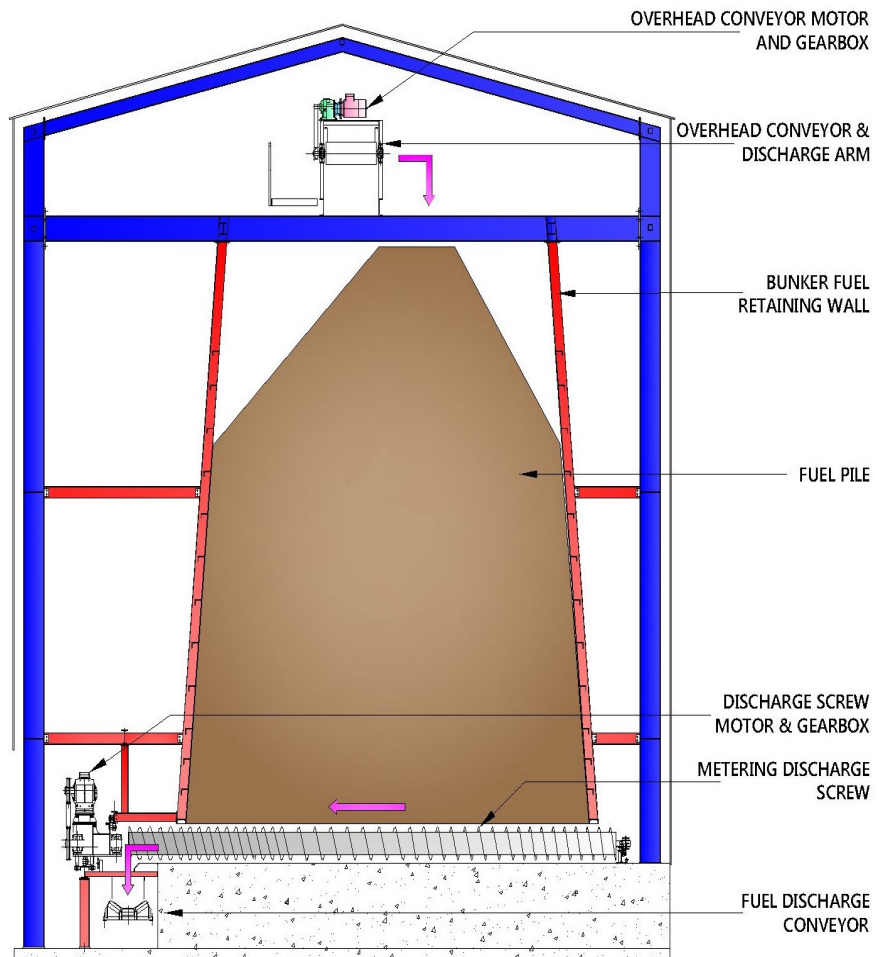 OVERHEAD CONVEYOR MOTOR
AND GEARBOX
OVERHEAD CONVEYOR &
DISCHARGE ARM
BUNKER FUEL
RETAINING WALL
FUEL PILE
DISCHARGE SCREW
MOTOR & GEARBOX
METERING DISCHARGE
SCREW
FUEL DISCHARGE
CONVEYOR